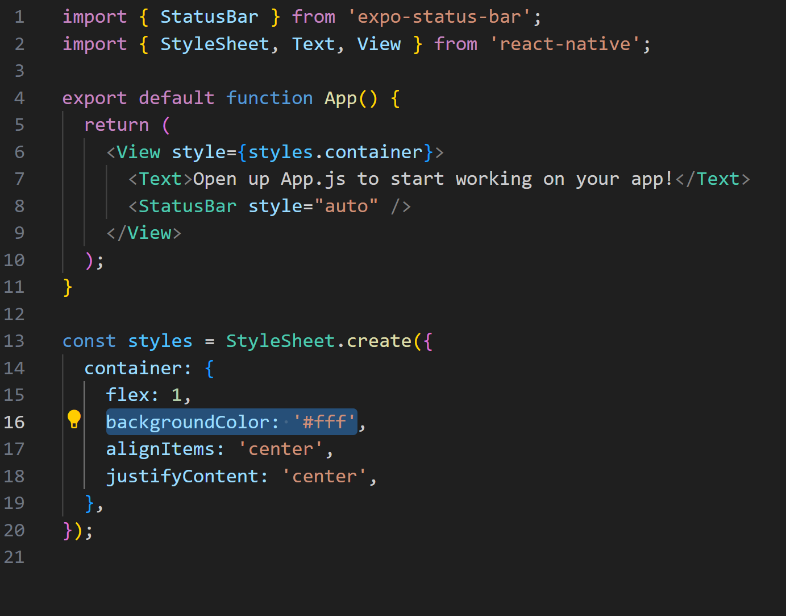 1 import { StatusBar } from 'expo-status-bar';
2 import { StyleSheet, Text, View } from 'react-native';
3
4 export default function App() {
5   return (
6     <View style={styles.container}>
7       <Text>Open up App.js to start working on your app!</Text>
8       <StatusBar style="auto" />
9     </View>
10   );
11 }
12
13 const styles = StyleSheet.create({
14   container: {
15     flex: 1,
16     backgroundColor: '#fff',
17     alignItems: 'center',
18     justifyContent: 'center',
19   },
20 });
21